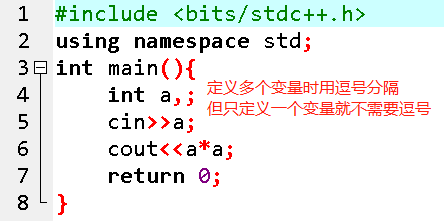 1 #include <bits/stdc++.h>
2 using namespace std;
3 int main(){
4 int a,; 定义多个变量时用逗号分隔
5 cin>>a; 但只定义一个变量就不需要逗号
6 cout<<a*a;
7 return 0;
8 }